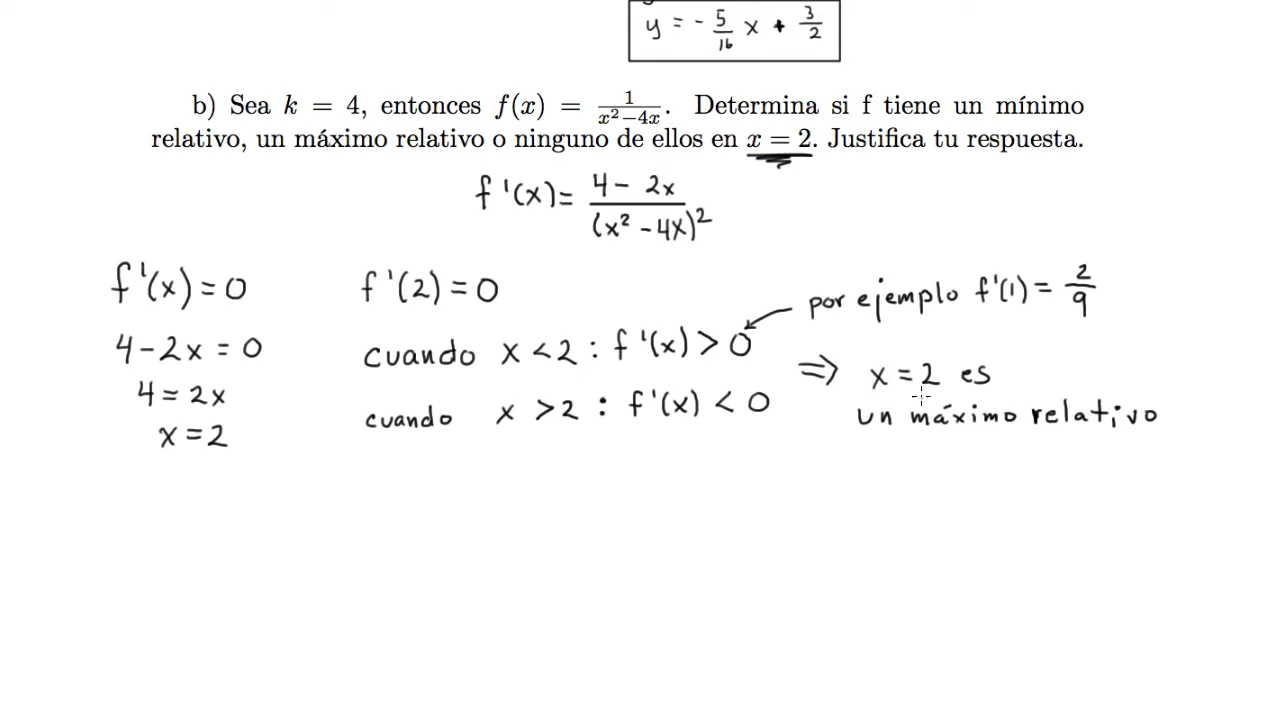 y = - 5/16 x + 3/2
b) Sea k = 4, entonces f(x) = 1/(x² − 4x). Determina si f tiene un mínimo
relativo, un máximo relativo o ninguno de ellos en x = 2. Justifica tu respuesta.
f'(x) = (4 - 2x)/(x² - 4x)²
f'(x) = 0
4 - 2x = 0
4 = 2x
x = 2
f'(2) = 0
cuando x < 2 : f'(x) > 0
cuando x > 2 : f'(x) < 0
por ejemplo f'(1) = 2/9
⇒ x = 2 es
un máximo relativo